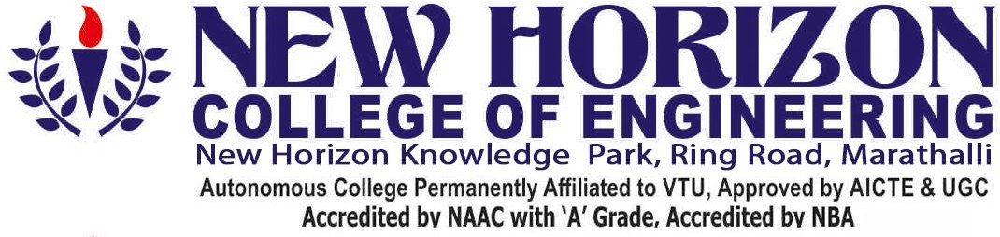 NEW HORIZON
COLLEGE OF ENGINEERING
New Horizon Knowledge Park, Ring Road, Marathalli
Autonomous College Permanently Affiliated to VTU, Approved by AICTE & UGC
Accredited by NAAC with ‘A’ Grade, Accredited by NBA